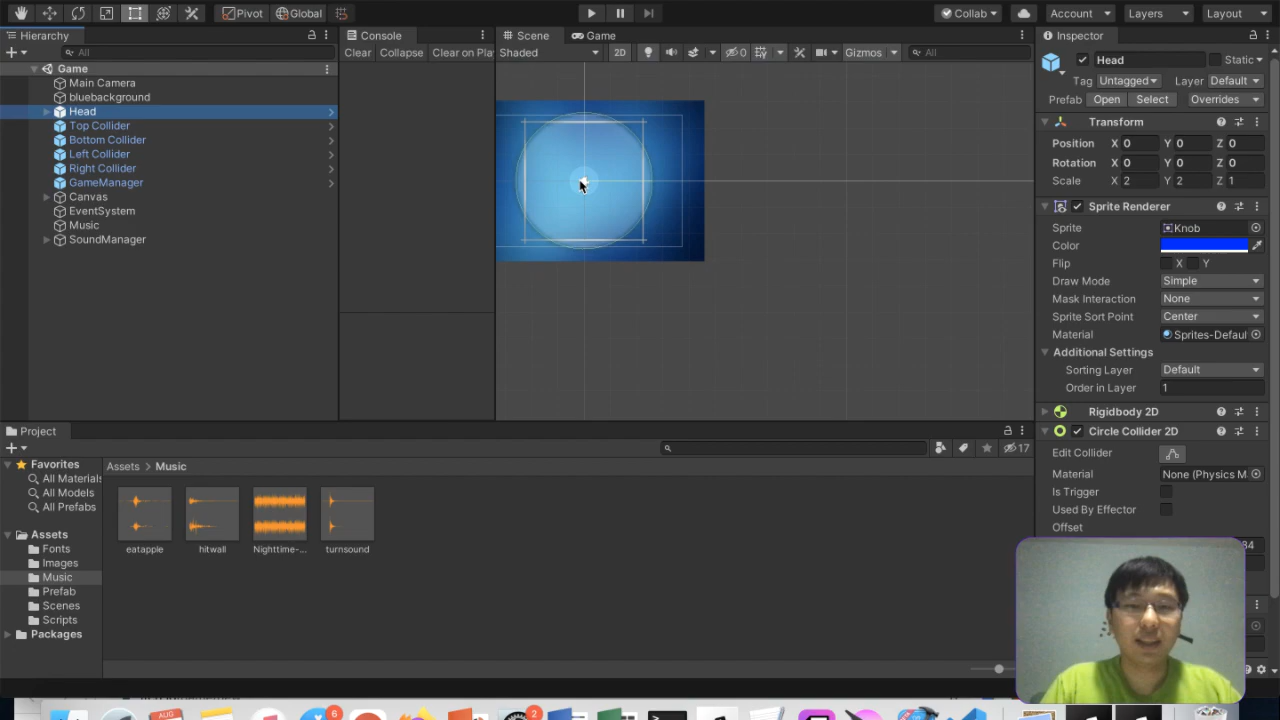 Pivot Global Collab Account Layers Layout
Hierarchy Console Scene Game Inspector
All Clear Collapse Clear on Play Shaded 2D 0 Gizmos All Head Static
Game
Main Camera
bluebackground
Head
Top Collider
Bottom Collider
Left Collider
Right Collider
GameManager
Canvas
EventSystem
Music
SoundManager
Tag Untagged Layer Default
Prefab Open Select Overrides
Transform
Position X 0 Y 0 Z 0
Rotation X 0 Y 0 Z 0
Scale X 2 Y 2 Z 1
Sprite Renderer
Sprite Knob
Color
Flip X Y
Draw Mode Simple
Mask Interaction None
Sprite Sort Point Center
Material Sprites-Defaul
Additional Settings
Sorting Layer Default
Order in Layer 1
Rigidbody 2D
Circle Collider 2D
Edit Collider
Material None (Physics M
Is Trigger
Used By Effector
Offset
84
Project
17
Favorites
All Materials
All Models
All Prefabs
Assets
Fonts
Images
Music
Prefab
Scenes
Scripts
Packages
Assets > Music
eatapple hitwall Nighttime-... turnsound
AUG 6 2